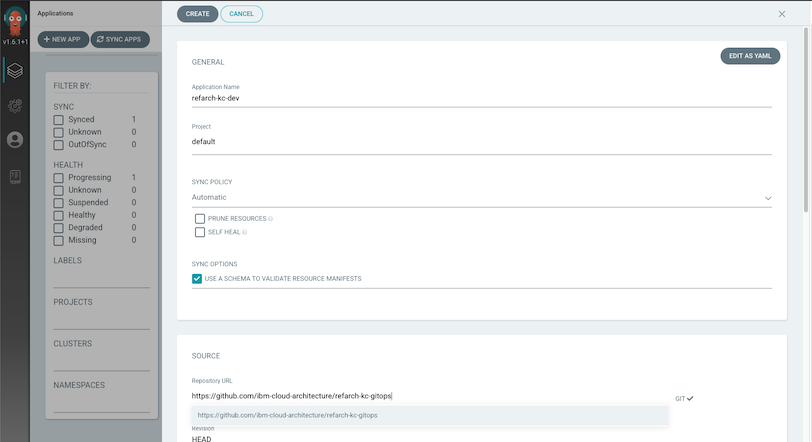 v1.6.1+1
Applications
+ NEW APP
SYNC APPS
FILTER BY:
SYNC
Synced 1
Unknown 0
OutOfSync 0
HEALTH
Progressing 1
Unknown 0
Suspended 0
Healthy 0
Degraded 0
Missing 0
LABELS
PROJECTS
CLUSTERS
NAMESPACES
CREATE
CANCEL
EDIT AS YAML
GENERAL
Application Name
refarch-kc-dev
Project
default
SYNC POLICY
Automatic
PRUNE RESOURCES
SELF HEAL
SYNC OPTIONS
USE A SCHEMA TO VALIDATE RESOURCE MANIFESTS
SOURCE
Repository URL
https://github.com/ibm-cloud-architecture/refarch-kc-gitops
GIT
https://github.com/ibm-cloud-architecture/refarch-kc-gitops
Revision
HEAD